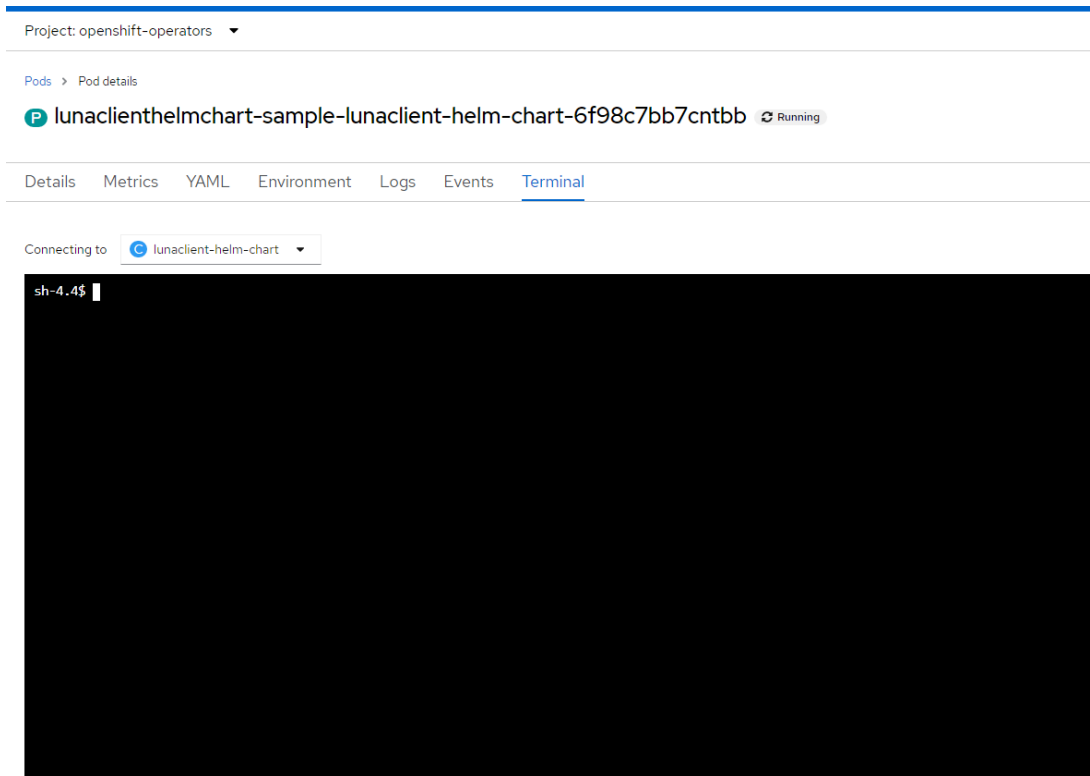 Project: openshift-operators
Pods > Pod details
P lunaclienthelmchart-sample-lunaclient-helm-chart-6f98c7bb7cntbb Running
Details Metrics YAML Environment Logs Events Terminal
Connecting to C lunaclient-helm-chart
sh-4.4$